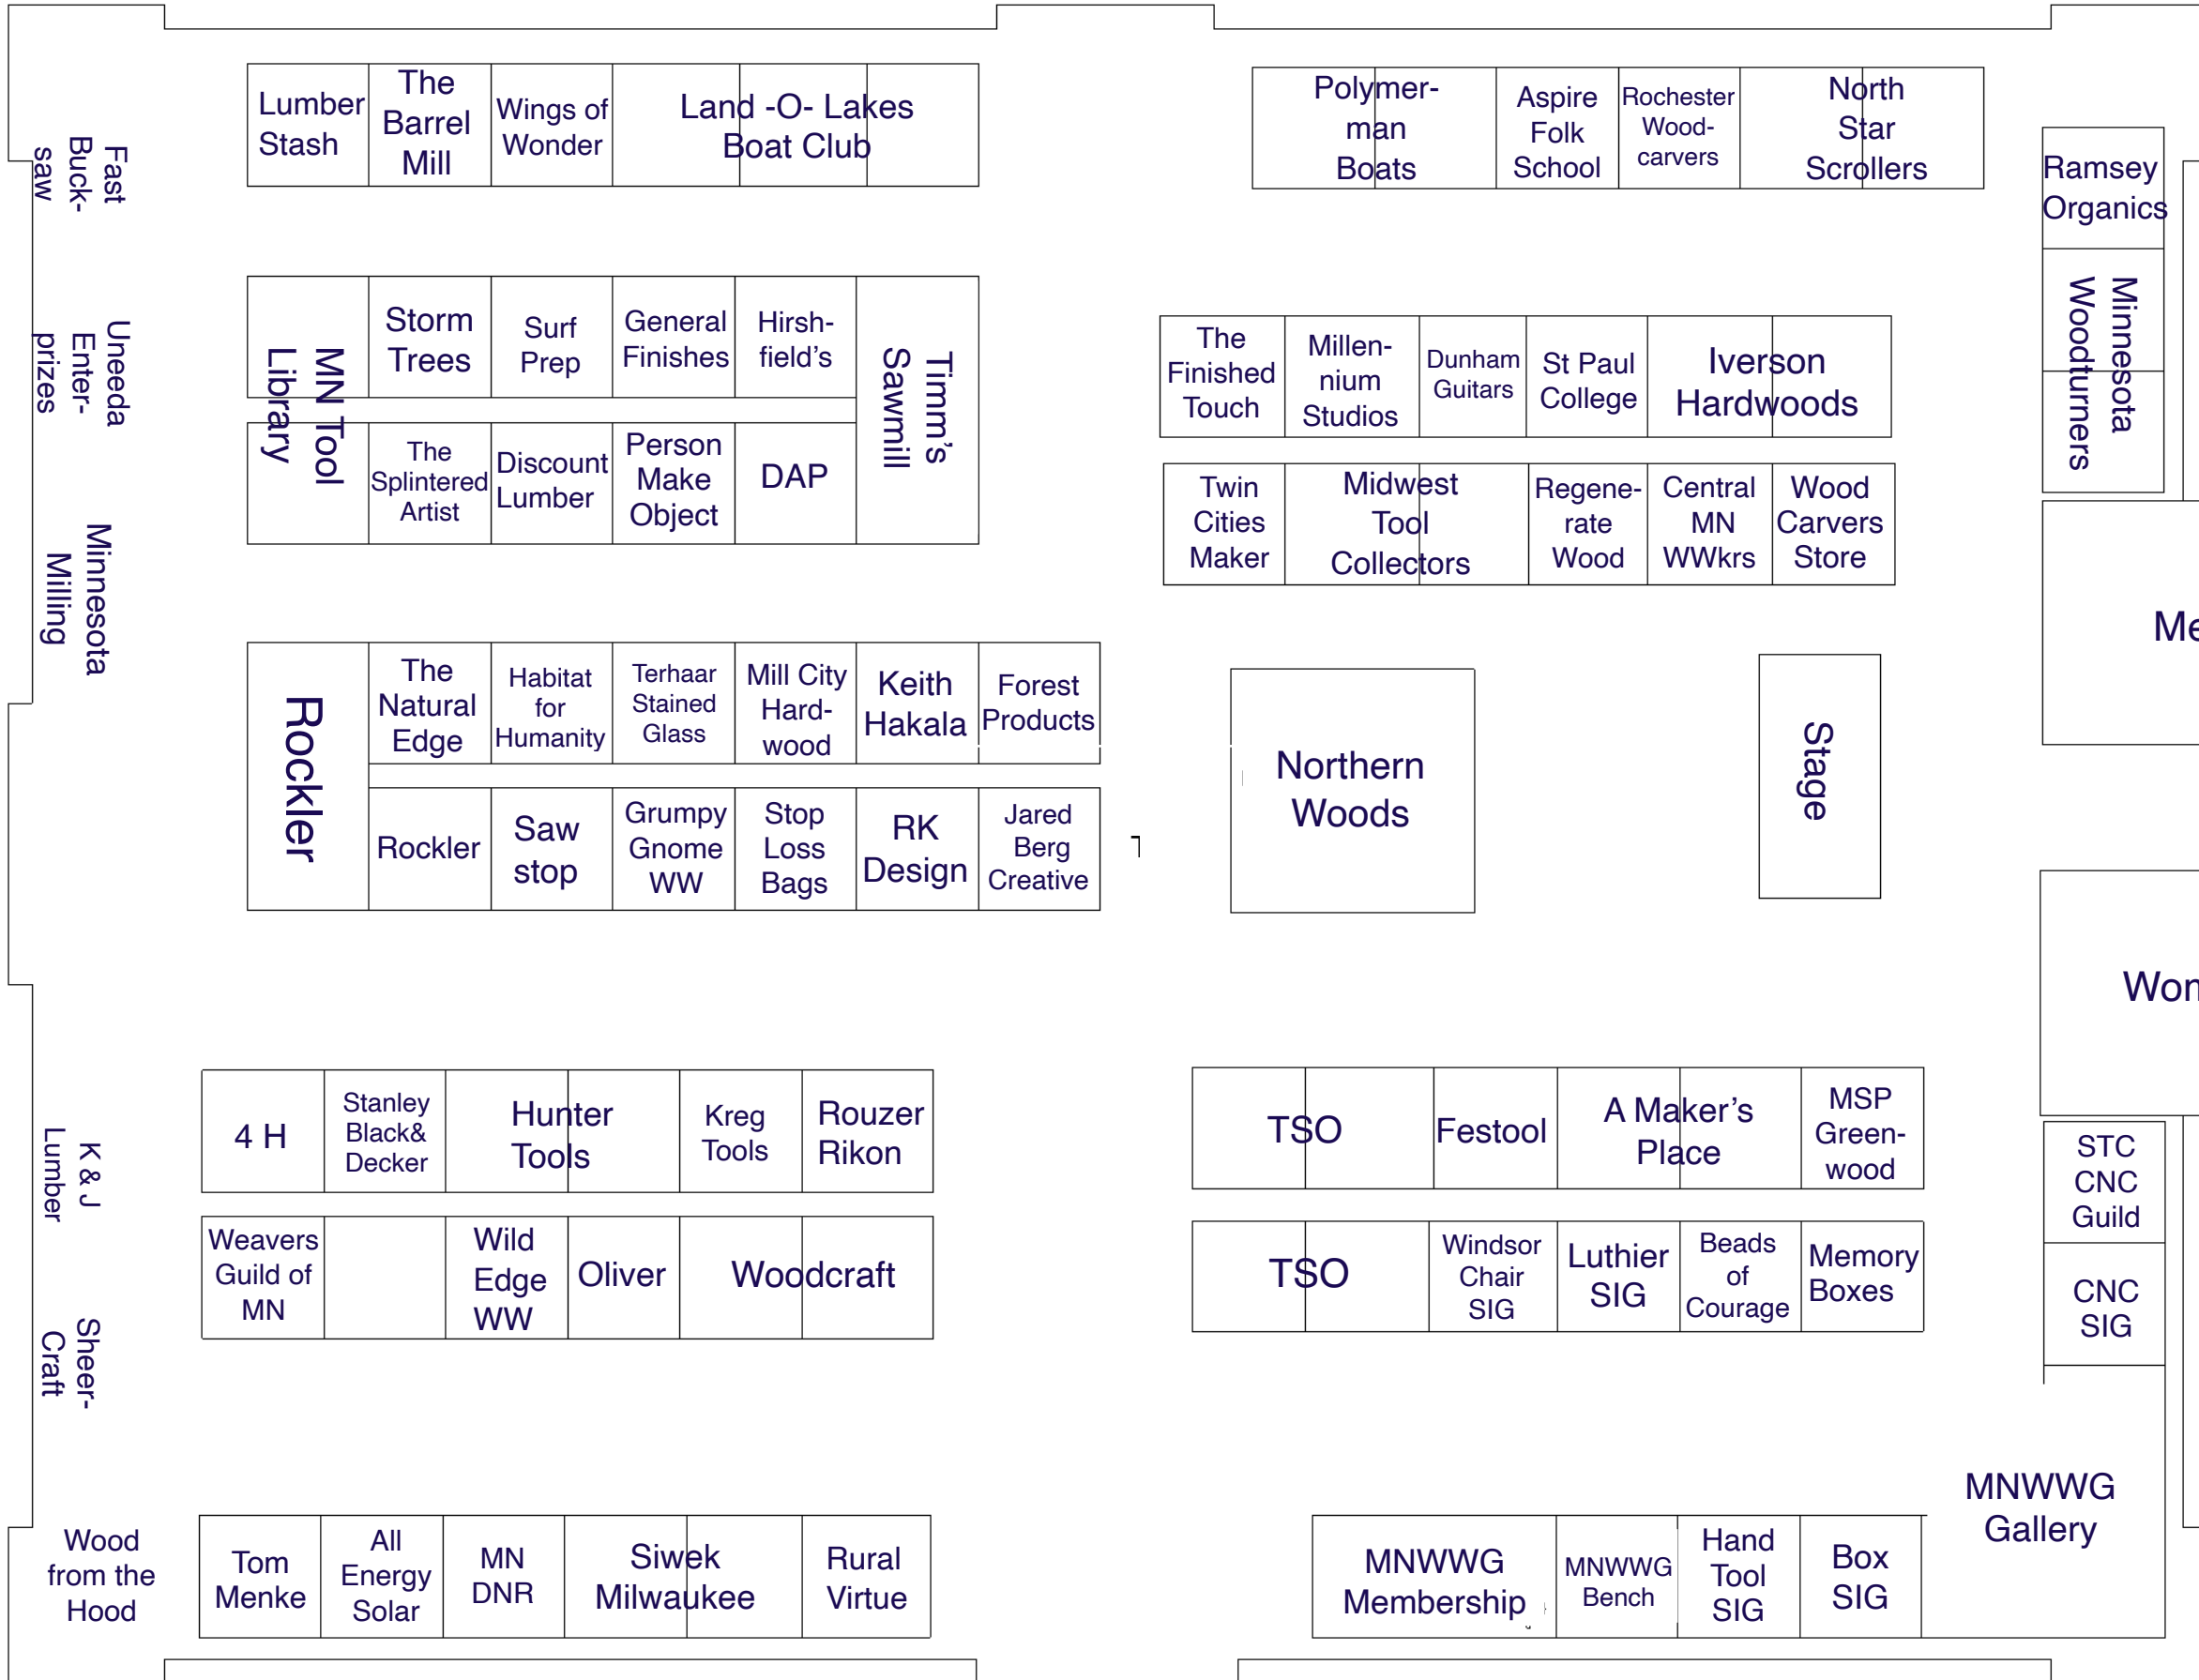 Fast
Buck-
saw
Uneeda
Enter-
prizes
Minnesota
Milling
K & J
Lumber
Sheer-
Craft
Wood
from the
Hood
Lumber
Stash
The
Barrel
Mill
Wings of
Wonder
Land -O- Lakes
Boat Club
Polymer-
man
Boats
Aspire
Folk
School
Rochester
Wood-
carvers
North
Star
Scrollers
Ramsey
Organics
Minnesota
Woodturners
MN Tool
Library
Storm
Trees
Surf
Prep
General
Finishes
Hirsh-
field's
Timm's
Sawmill
The
Splintered
Artist
Discount
Lumber
Person
Make
Object
DAP
The
Finished
Touch
Millen-
nium
Studios
Dunham
Guitars
St Paul
College
Iverson
Hardwoods
Twin
Cities
Maker
Midwest
Tool
Collectors
Regene-
rate
Wood
Central
MN
WWkrs
Wood
Carvers
Store
Me
Rockler
The
Natural
Edge
Habitat
for
Humanity
Terhaar
Stained
Glass
Mill City
Hard-
wood
Keith
Hakala
Forest
Products
Rockler
Saw
stop
Grumpy
Gnome
WW
Stop
Loss
Bags
RK
Design
Jared
Berg
Creative
Northern
Woods
Stage
Wom
4 H
Stanley
Black&
Decker
Hunter
Tools
Kreg
Tools
Rouzer
Rikon
Weavers
Guild of
MN
Wild
Edge
WW
Oliver
Woodcraft
TSO
Festool
A Maker's
Place
MSP
Green-
wood
TSO
Windsor
Chair
SIG
Luthier
SIG
Beads
of
Courage
Memory
Boxes
STC
CNC
Guild
CNC
SIG
MNWWG
Gallery
Tom
Menke
All
Energy
Solar
MN
DNR
Siwek
Milwaukee
Rural
Virtue
MNWWG
Membership
MNWWG
Bench
Hand
Tool
SIG
Box
SIG